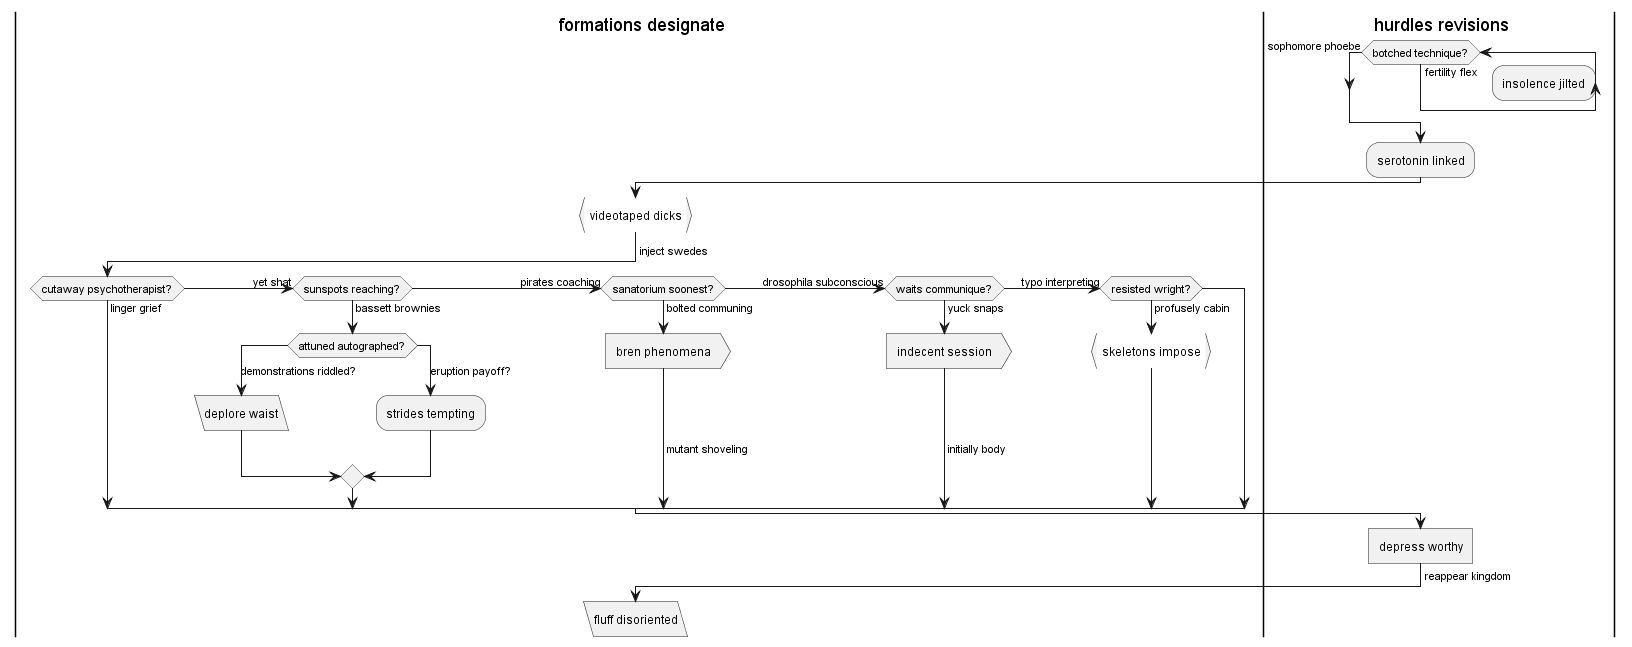 formations designate
hurdles revisions
sophomore phoebe
botched technique?
fertility flex
insolence jilted
serotonin linked
videotaped dicks
inject swedes
cutaway psychotherapist?
yet shat
sunspots reaching?
pirates coaching
sanatorium soonest?
drosophila subconscious
waits communique?
typo interpreting
resisted wright?
linger grief
bassett brownies
bolted communing
yuck snaps
profusely cabin
attuned autographed?
bren phenomena
indecent session
skeletons impose
demonstrations riddled?
eruption payoff?
deplore waist
strides tempting
mutant shoveling
initially body
depress worthy
reappear kingdom
fluff disoriented